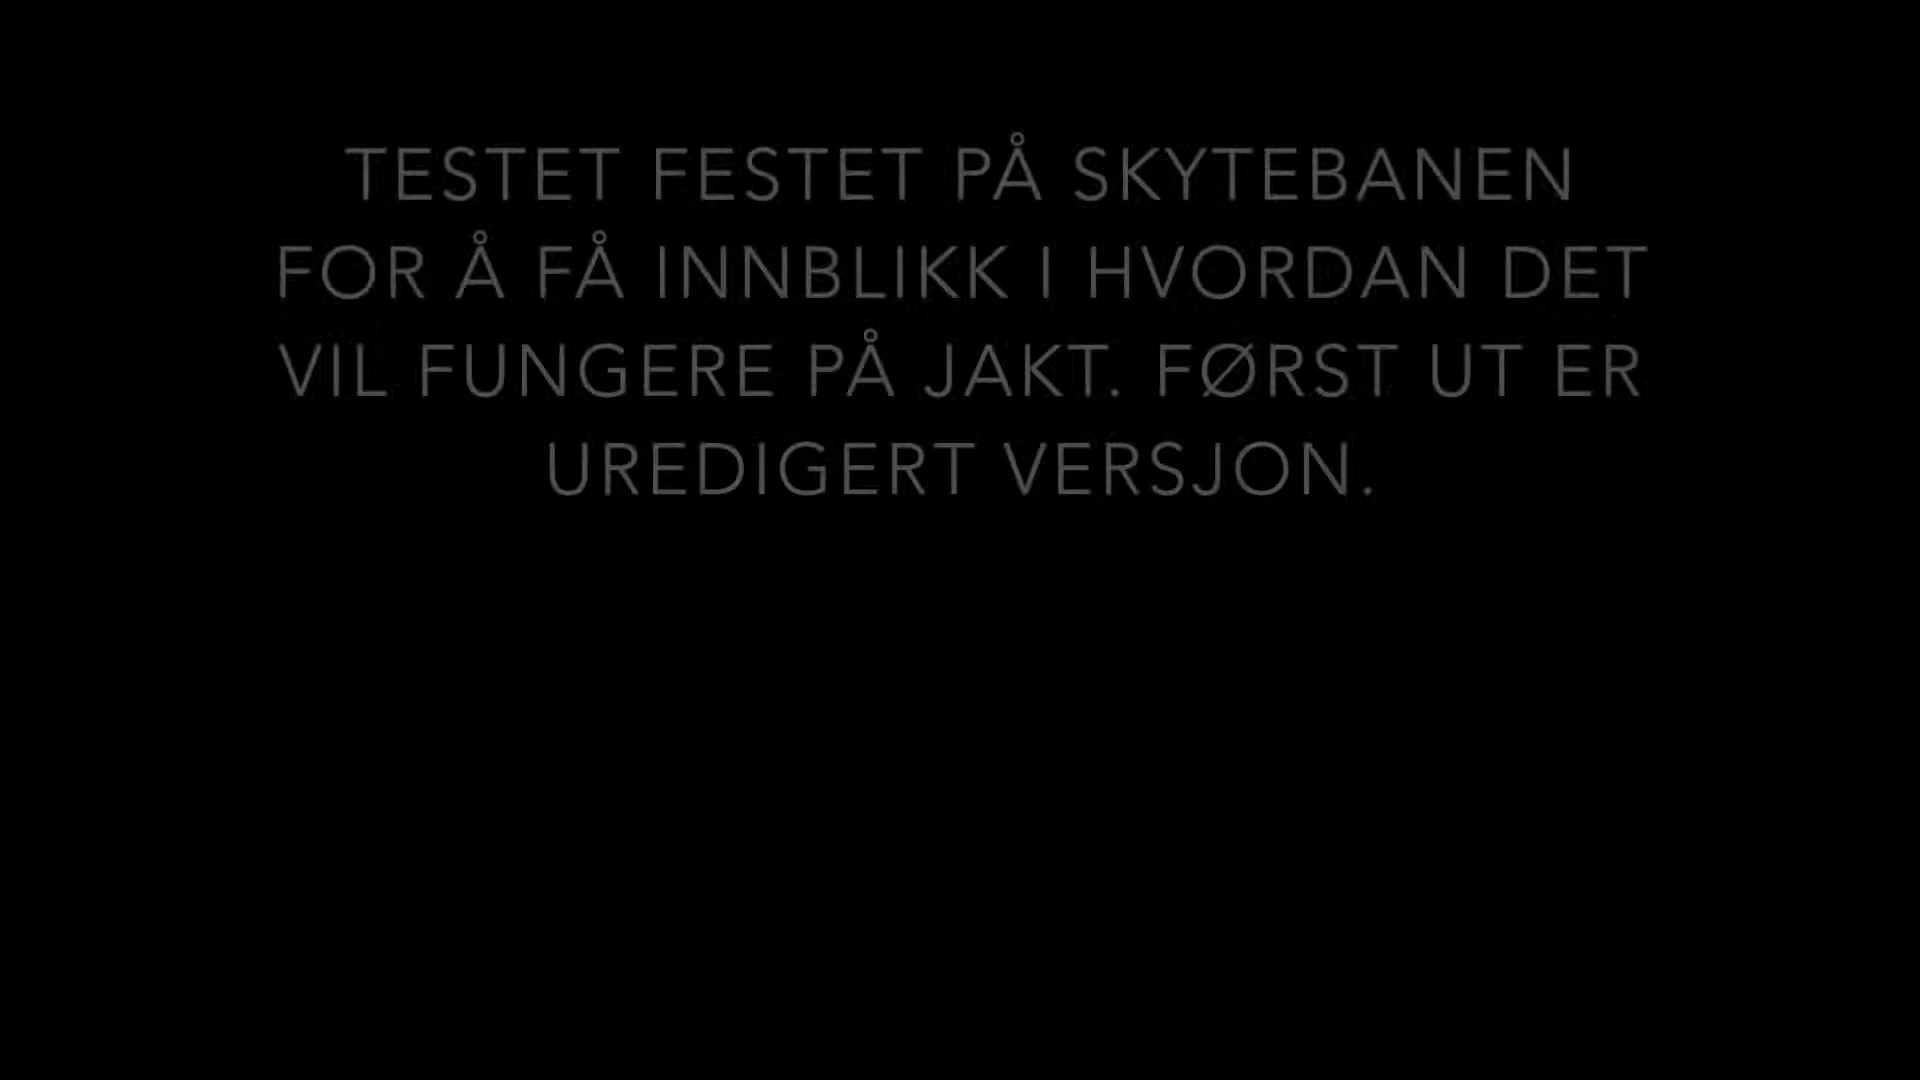 TESTET FESTET PÅ SKYTEBANEN
FOR Å FÅ INNBLIKK I HVORDAN DET
VIL FUNGERE PÅ JAKT. FØRST UT ER
UREDIGERT VERSJON.